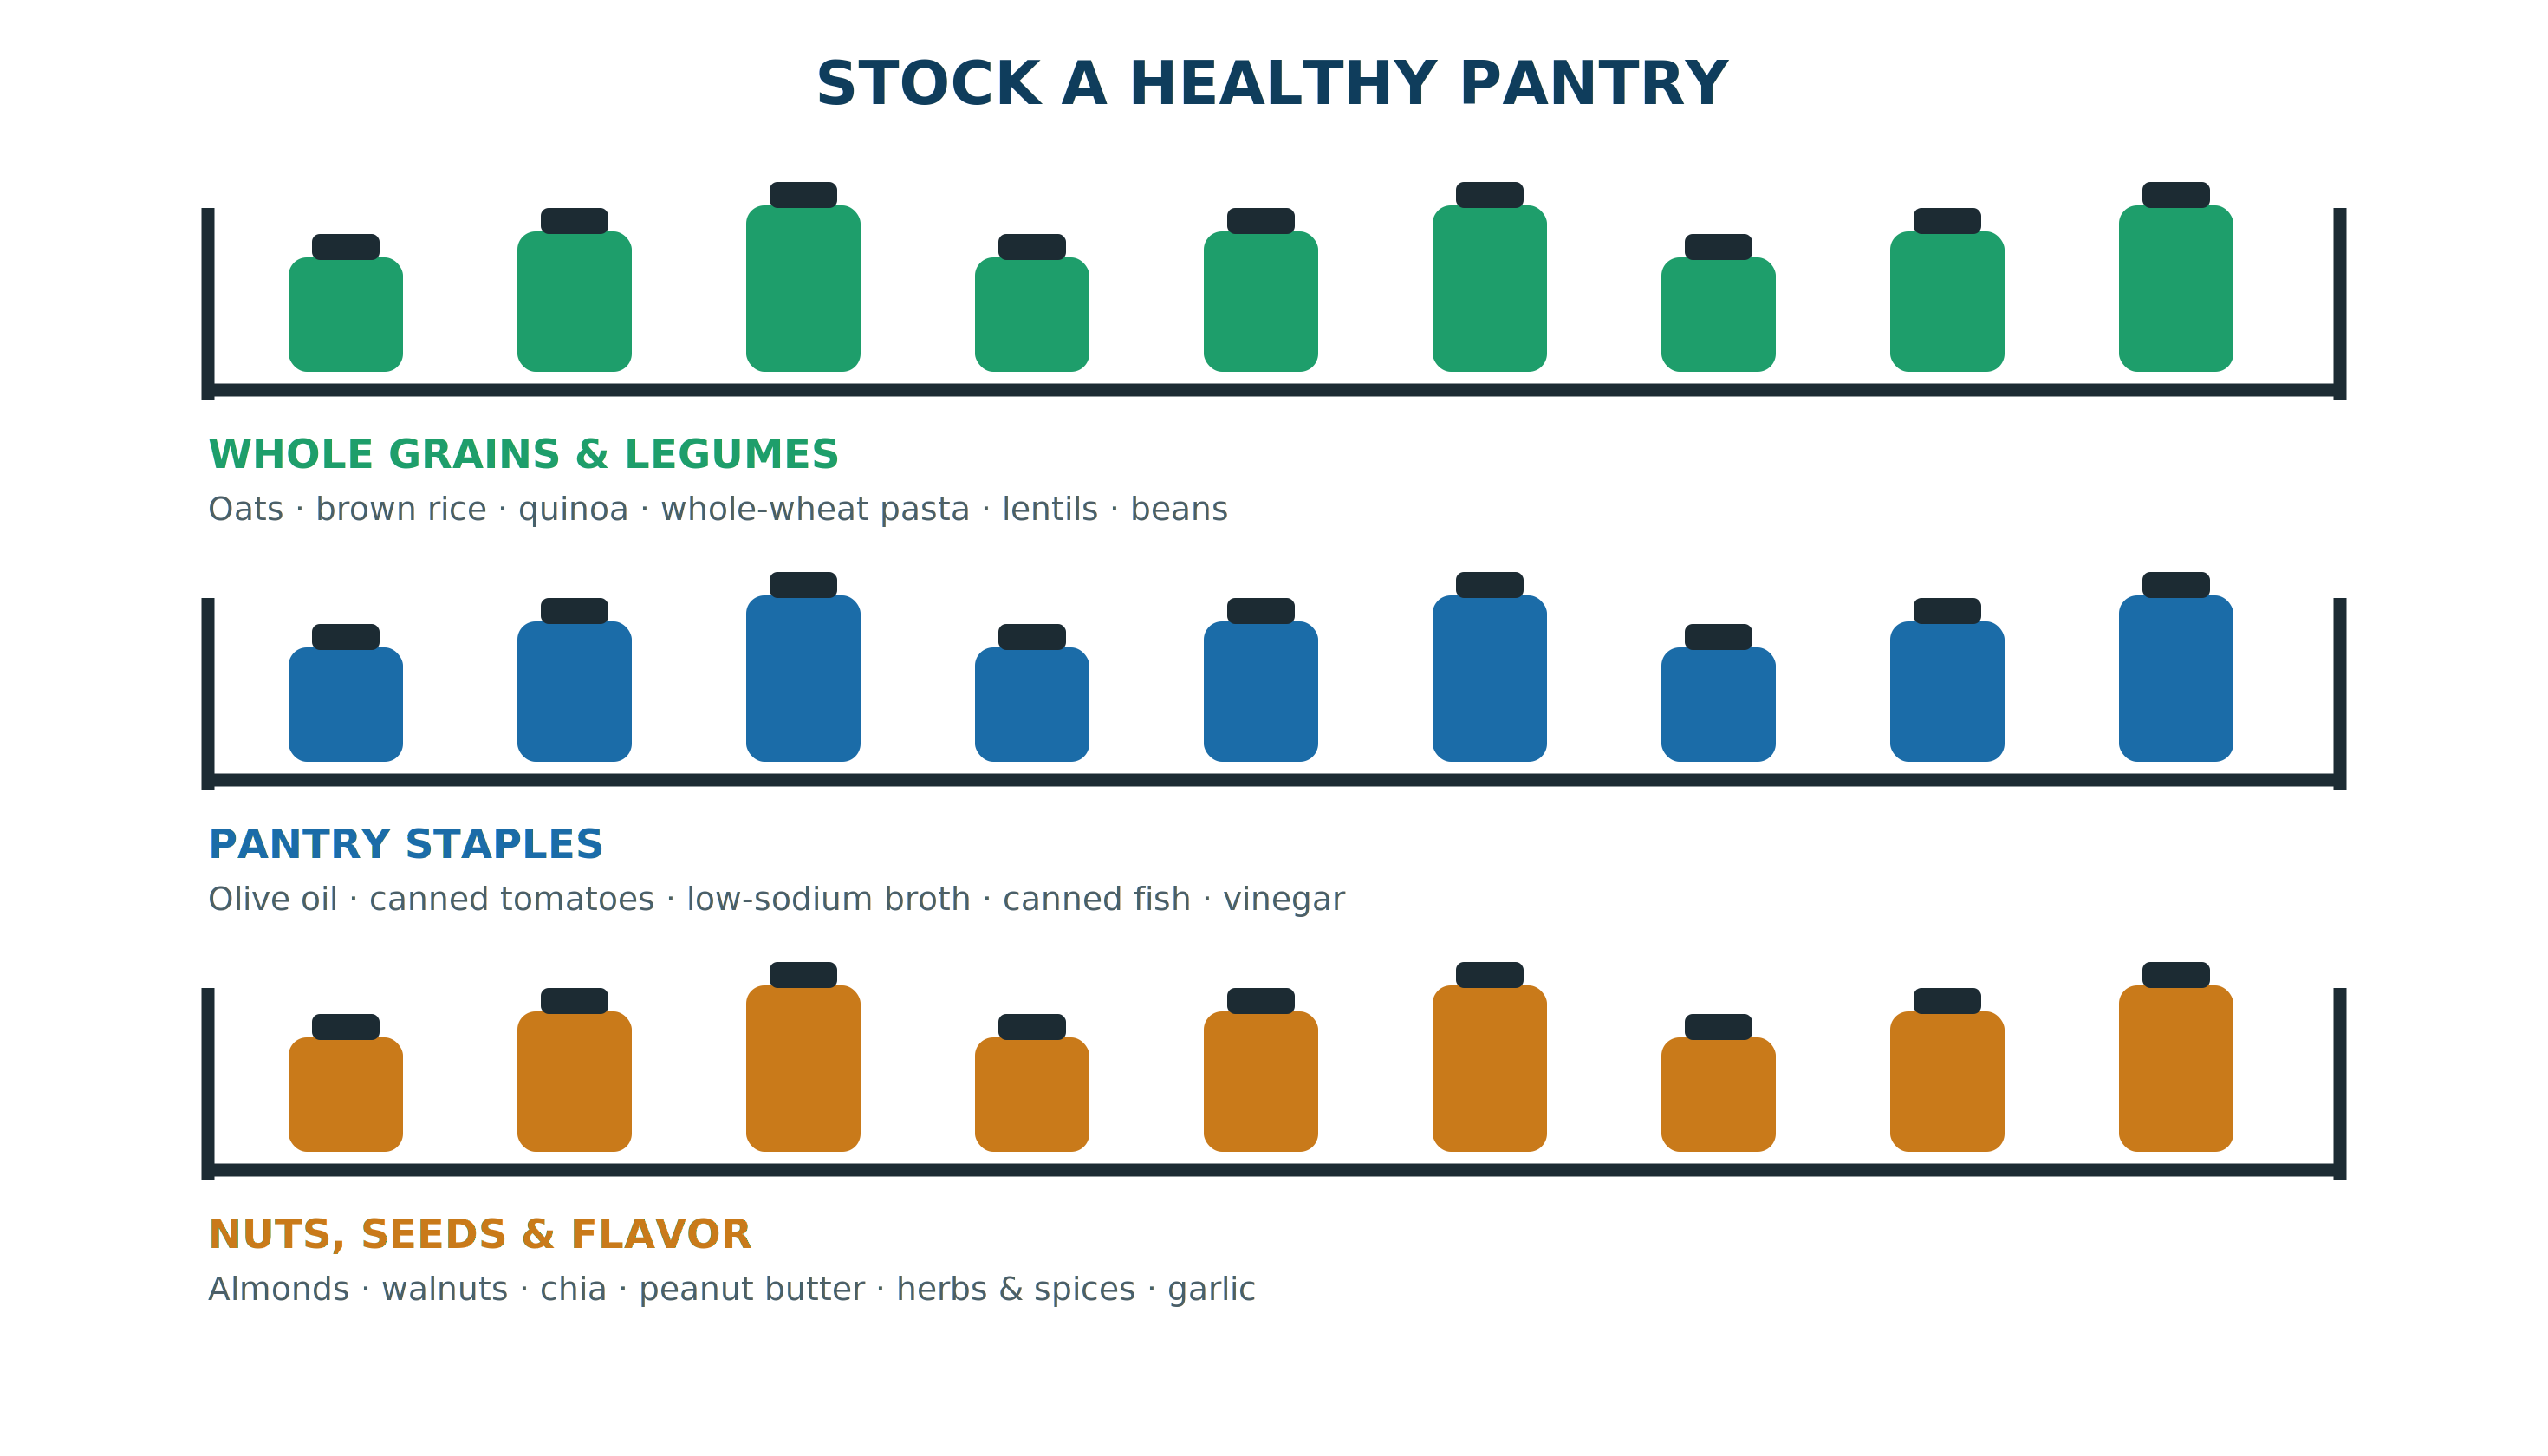 STOCK A HEALTHY PANTRY
WHOLE GRAINS & LEGUMES
Oats · brown rice · quinoa · whole-wheat pasta · lentils · beans
PANTRY STAPLES
Olive oil · canned tomatoes · low-sodium broth · canned fish · vinegar
NUTS, SEEDS & FLAVOR
Almonds · walnuts · chia · peanut butter · herbs & spices · garlic